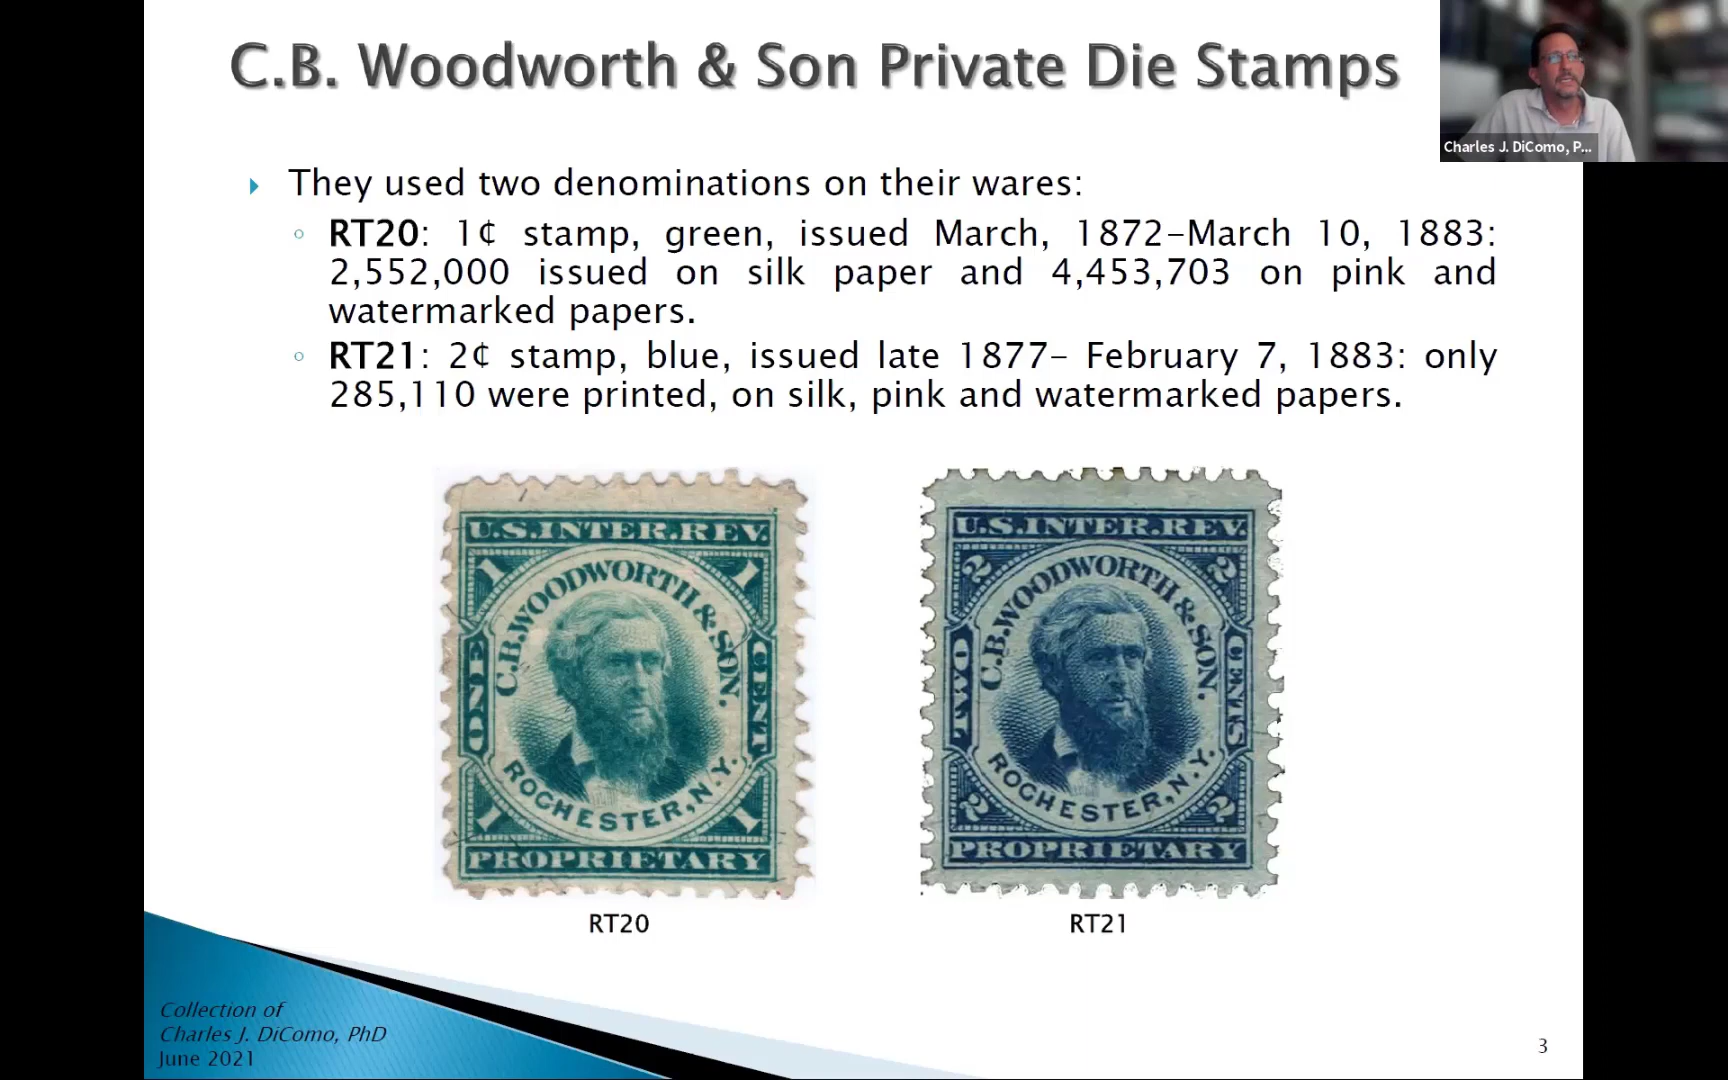 C.B. Woodworth & Son Private Die Stamps
Charles J. DiComo, P...
They used two denominations on their wares:
RT20: 1¢ stamp, green, issued March, 1872-March 10, 1883:
2,552,000 issued on silk paper and 4,453,703 on pink and
watermarked papers.
RT21: 2¢ stamp, blue, issued late 1877- February 7, 1883: only
285,110 were printed, on silk, pink and watermarked papers.
U.S.INTER.REV.
1 1
C.B.WOODWORTH & SON.
ONE CENT
ROCHESTER, N.Y.
1 1
PROPRIETARY
U.S.INTER.REV.
2 2
C.B.WOODWORTH & SON.
TWO CENTS
ROCHESTER, N.Y.
2 2
PROPRIETARY
RT20 RT21
Collection of
Charles J. DiComo, PhD
June 2021
3